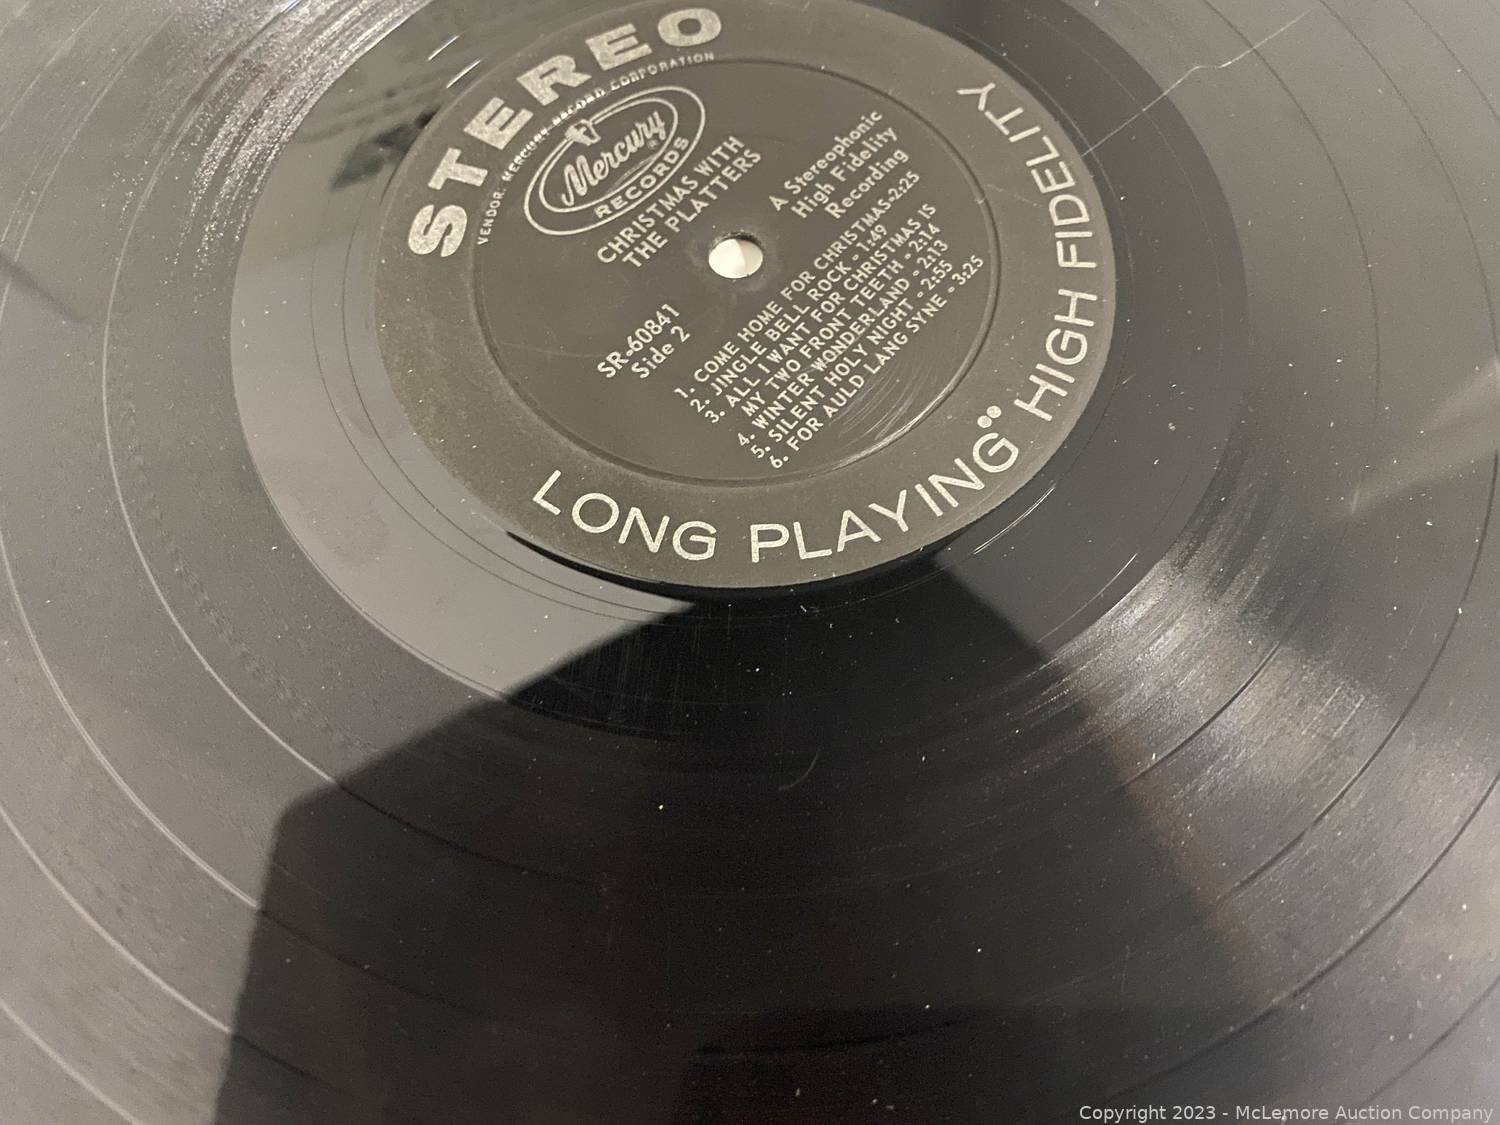 STEREO
VENDOR: MERCURY RECORD CORPORATION
Mercury
RECORDS
CHRISTMAS WITH
THE PLATTERS
A Stereophonic
High Fidelity
Recording
SR-60841
Side 2
1. COME HOME FOR CHRISTMAS-2:25
2. JINGLE BELL ROCK - 1:49
3. ALL I WANT FOR CHRISTMAS IS
MY TWO FRONT TEETH - 2:14
4. WINTER WONDERLAND - 2:13
5. SILENT HOLY NIGHT - 2:55
6. FOR AULD LANG SYNE - 3:25
LONG PLAYING HIGH FIDELITY
Copyright 2023 - McLemore Auction Company